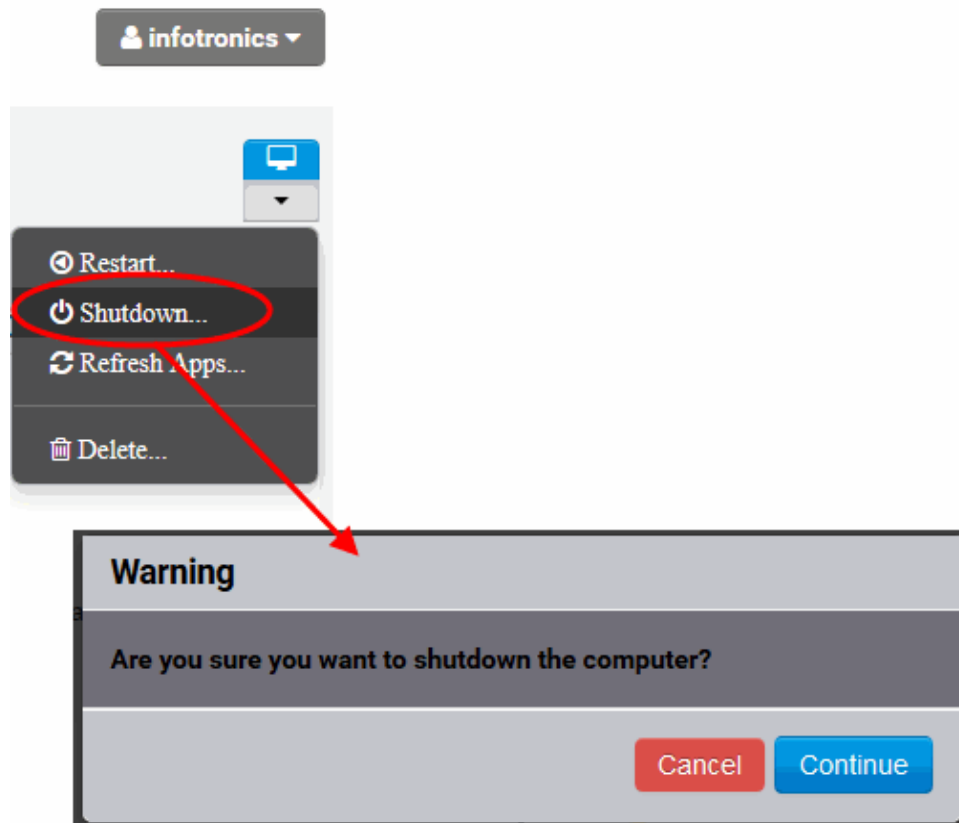 infotronics
Restart...
Shutdown...
Refresh Apps...
Delete...
Warning
a
Are you sure you want to shutdown the computer?
Cancel Continue